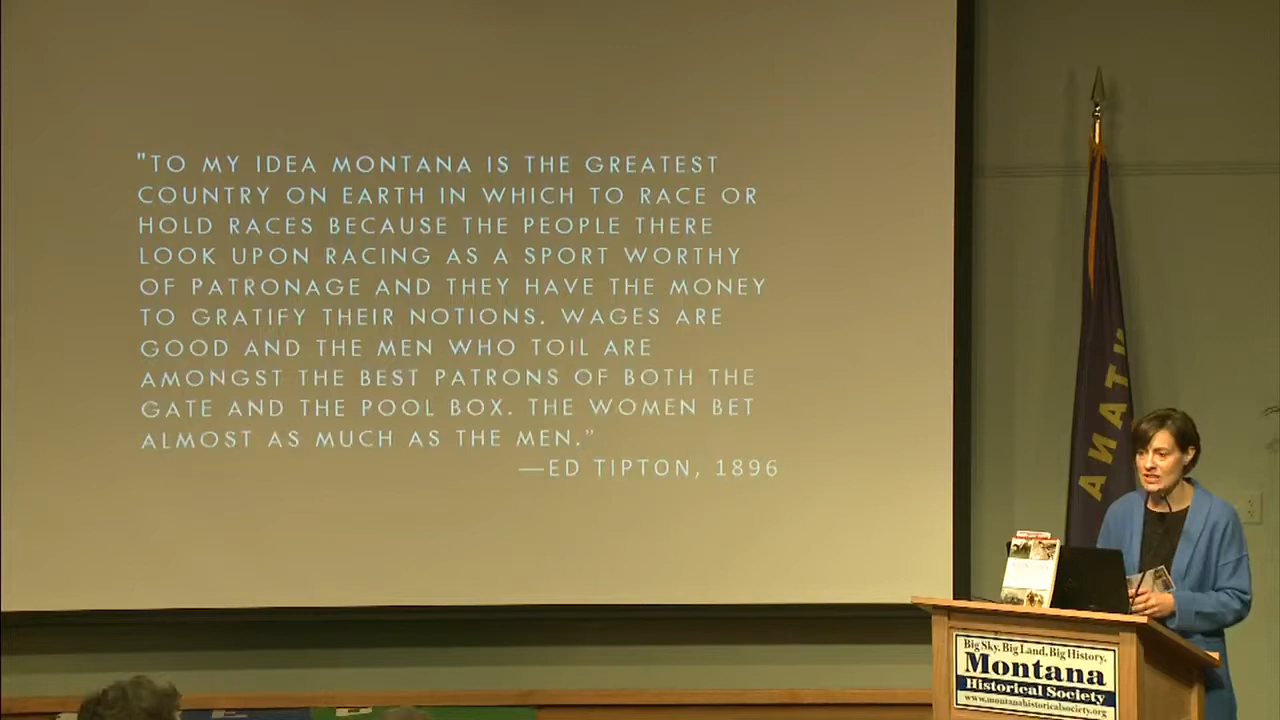 "TO MY IDEA MONTANA IS THE GREATEST
COUNTRY ON EARTH IN WHICH TO RACE OR
HOLD RACES BECAUSE THE PEOPLE THERE
LOOK UPON RACING AS A SPORT WORTHY
OF PATRONAGE AND THEY HAVE THE MONEY
TO GRATIFY THEIR NOTIONS. WAGES ARE
GOOD AND THE MEN WHO TOIL ARE
AMONGST THE BEST PATRONS OF BOTH THE
GATE AND THE POOL BOX. THE WOMEN BET
ALMOST AS MUCH AS THE MEN."
—ED TIPTON, 1896
NTANA
Big Sky. Big Land. Big History.
Montana
Historical Society
www.montanahistoricalsociety.org